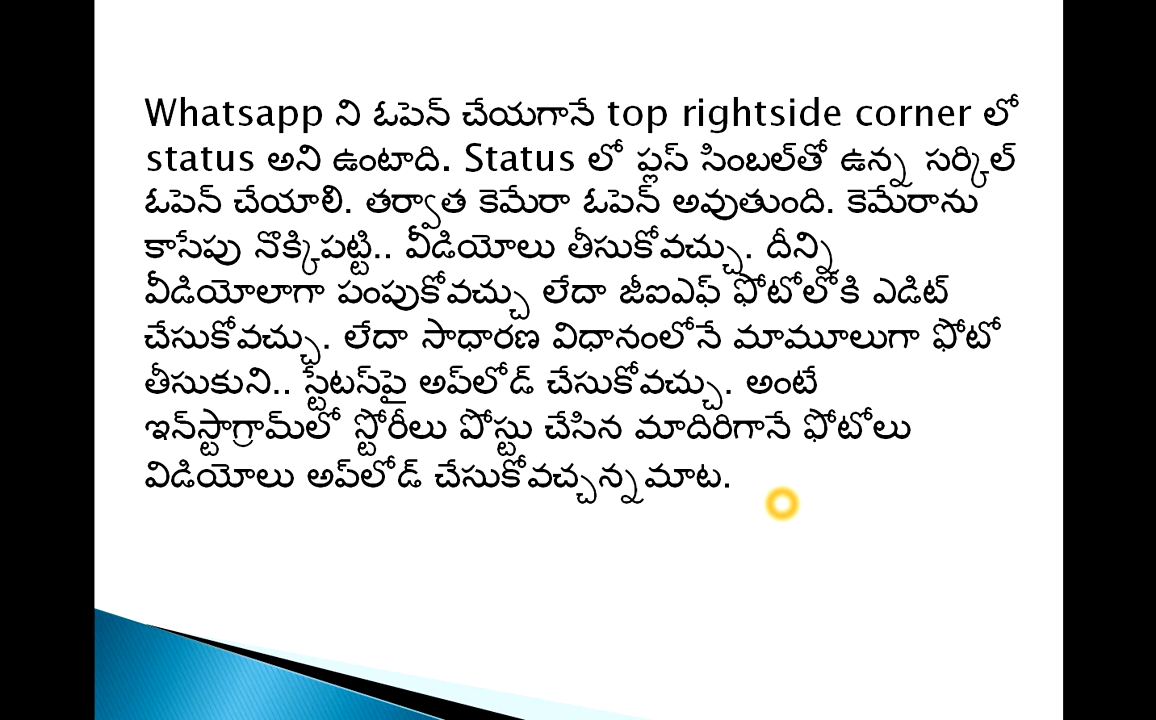 Whatsapp ని ఓపెన్ చేయగానే top rightside corner లో
status అని ఉంటాది. Status లో ప్లస్ సింబల్‌తో ఉన్న సర్కిల్
ఓపెన్ చేయాలి. తర్వాత కెమేరా ఓపెన్ అవుతుంది. కెమేరాను
కాసేపు నొక్కిపట్టి.. వీడియోలు తీసుకోవచ్చు. దీన్ని
వీడియోలాగా పంపుకోవచ్చు లేదా జీఐఎఫ్ ఫోటోలోకి ఎడిట్
చేసుకోవచ్చు. లేదా సాధారణ విధానంలోనే మామూలుగా ఫోటో
తీసుకుని.. స్టేటస్‌పై అప్‌లోడ్ చేసుకోవచ్చు. అంటే
ఇన్‌స్టాగ్రామ్‌లో స్టోరీలు పోస్టు చేసిన మాదిరిగానే ఫోటోలు
విడియోలు అప్‌లోడ్ చేసుకోవచ్చన్నమాట.